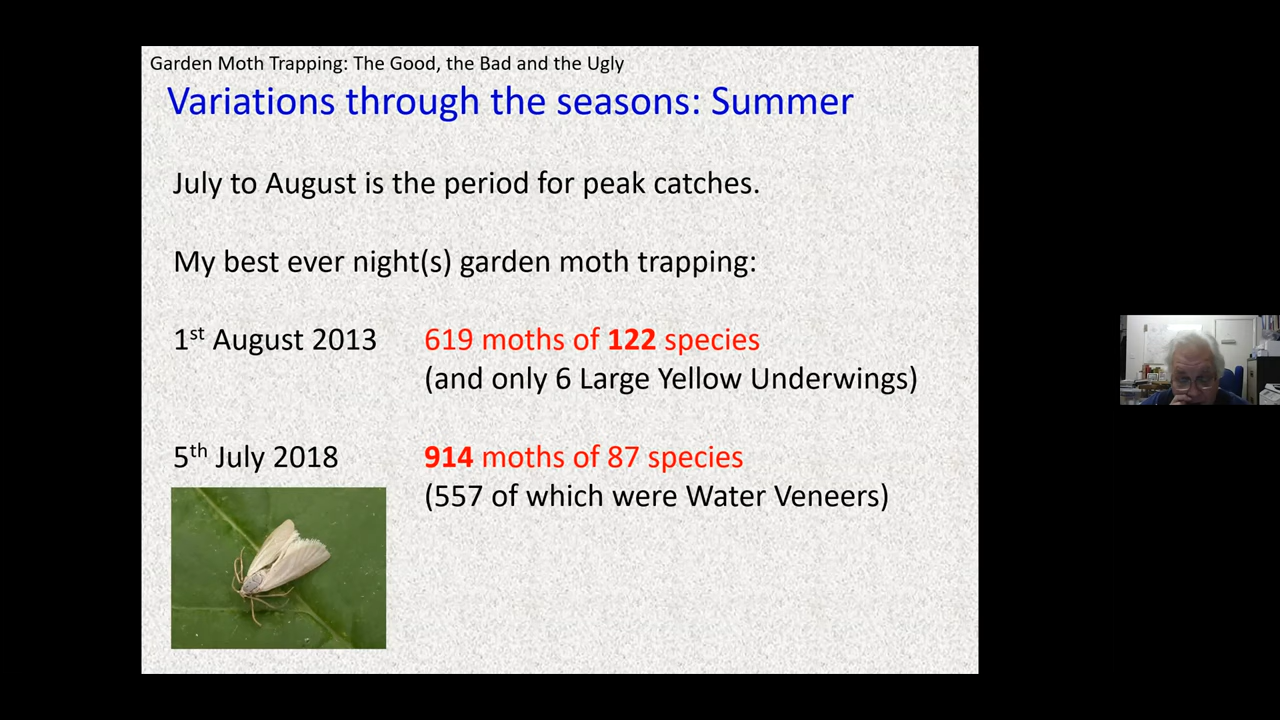 Garden Moth Trapping: The Good, the Bad and the Ugly
Variations through the seasons: Summer
July to August is the period for peak catches.
My best ever night(s) garden moth trapping:
1st August 2013 619 moths of 122 species
(and only 6 Large Yellow Underwings)
5th July 2018 914 moths of 87 species
(557 of which were Water Veneers)